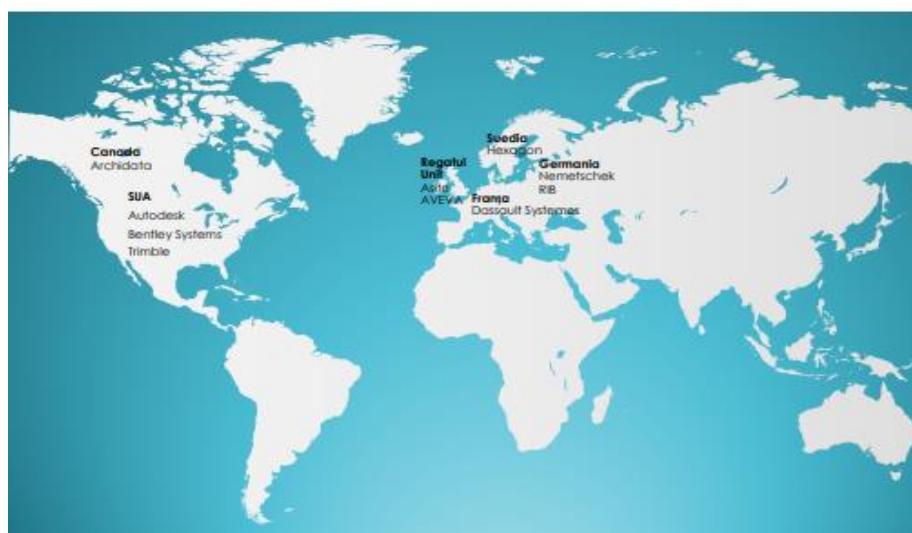 Canada
Archidata
SUA
Autodesk
Bentley Systems
Trimble
Regatul
Unit
Asite
AVEVA
Suedia
Hexagon
Germania
Nemetschek
RIB
Franța
Dassault Systemes